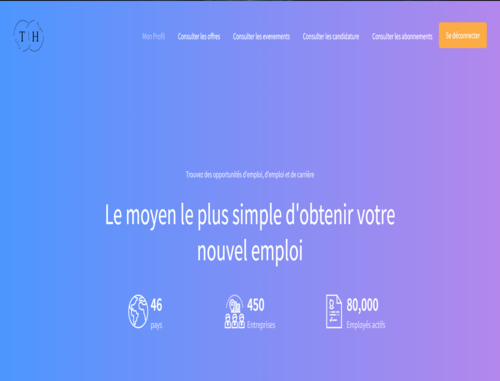 T H
Mon Profil Consulter les offres Consulter les evenements Consulter les candidature Consulter les abonnements Se déconnecter
Trouvez des opportunités d'emploi, d'emploi et de carrière
Le moyen le plus simple d'obtenir votre
nouvel emploi
46 450 80,000
pays Entreprises Employés actifs